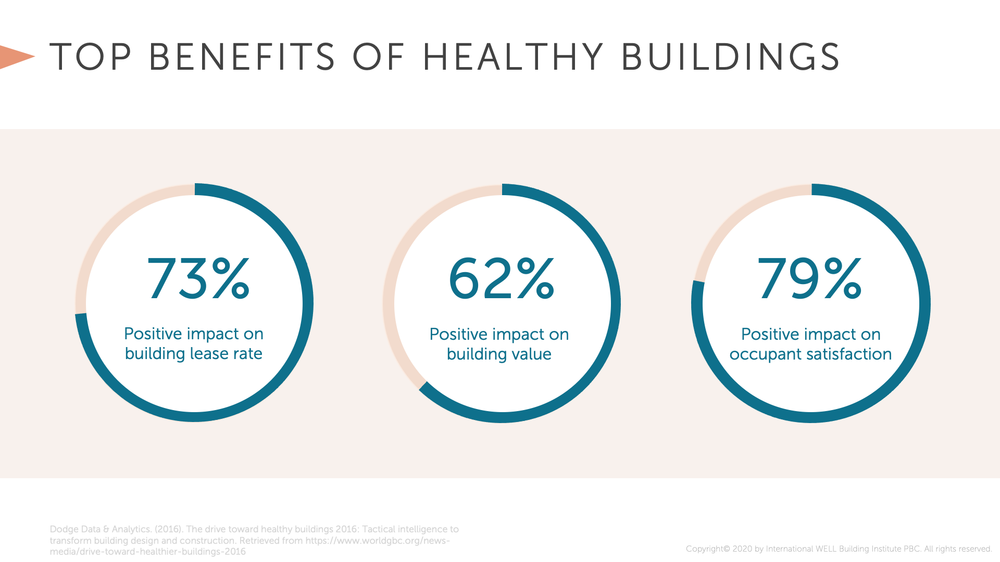 TOP BENEFITS OF HEALTHY BUILDINGS
73%
Positive impact on
building lease rate
62%
Positive impact on
building value
79%
Positive impact on
occupant satisfaction
Dodge Data & Analytics. (2016). The drive toward healthy buildings 2016: Tactical intelligence to
transform building design and construction. Retrieved from https://www.worldgbc.org/news-
media/drive-toward-healthier-buildings-2016
Copyright© 2020 by International WELL Building Institute PBC. All rights reserved.